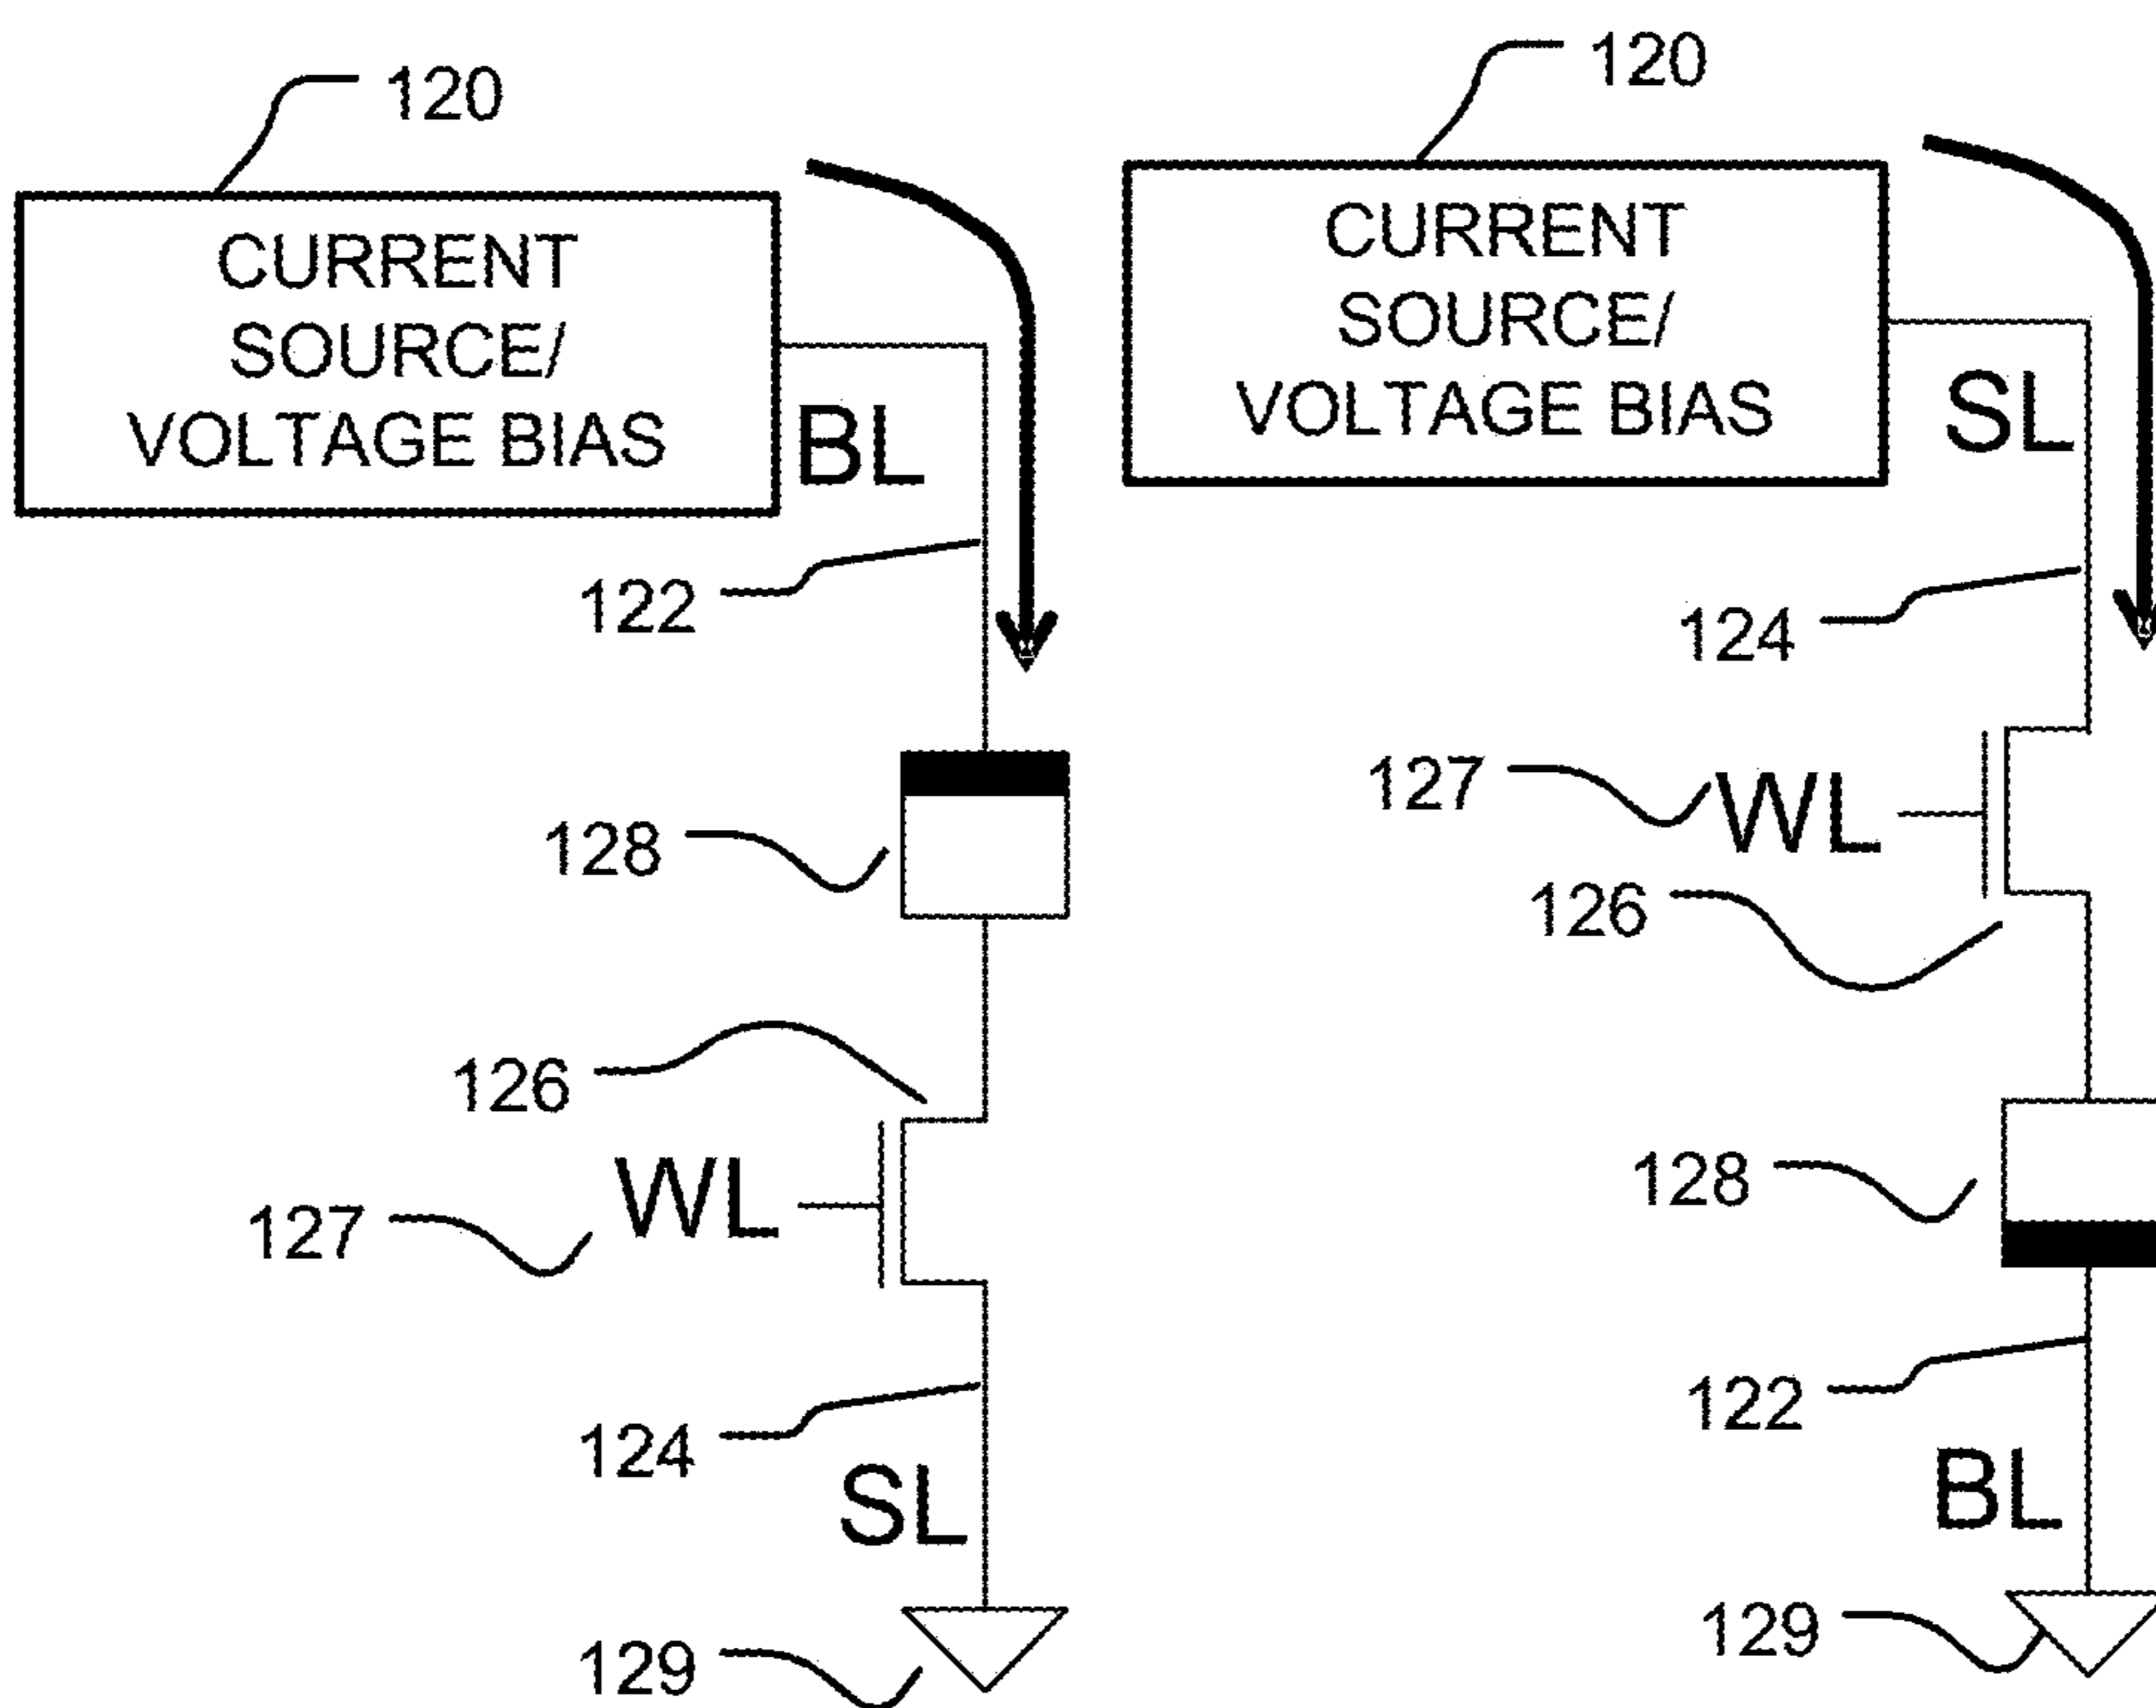 120
CURRENT
SOURCE/
VOLTAGE BIAS
BL
122
128
126
WL
127
124
SL
129
120
CURRENT
SOURCE/
VOLTAGE BIAS
SL
124
127
WL
126
128
122
BL
129